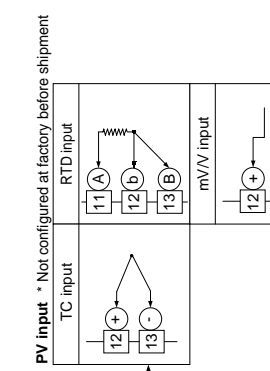 PV input * Not configured at factory before shipment
TC input
12 +
13 -
RTD input
11 A
12 b
13 B
mV/V input
12 +